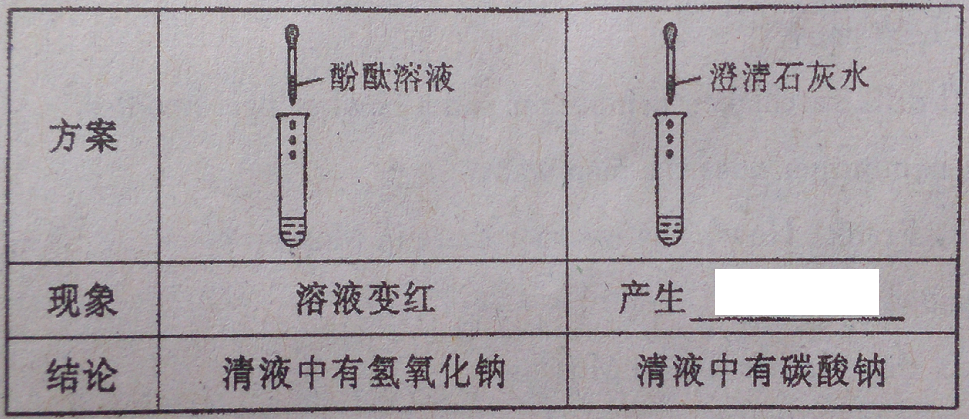 方案
酚酞溶液
澄清石灰水
现象
溶液变红
产生
结论
清液中有氢氧化钠
清液中有碳酸钠